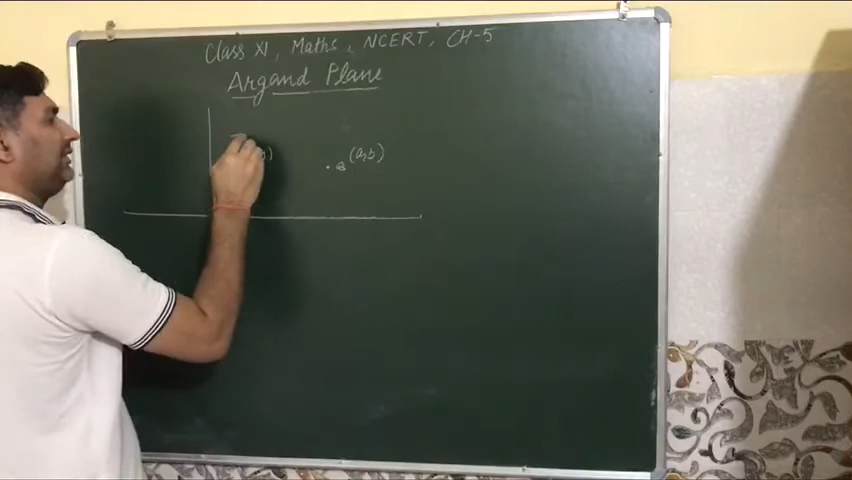 Class XI, Maths, NCERT, CH-5
Argand Plane
(a,b)